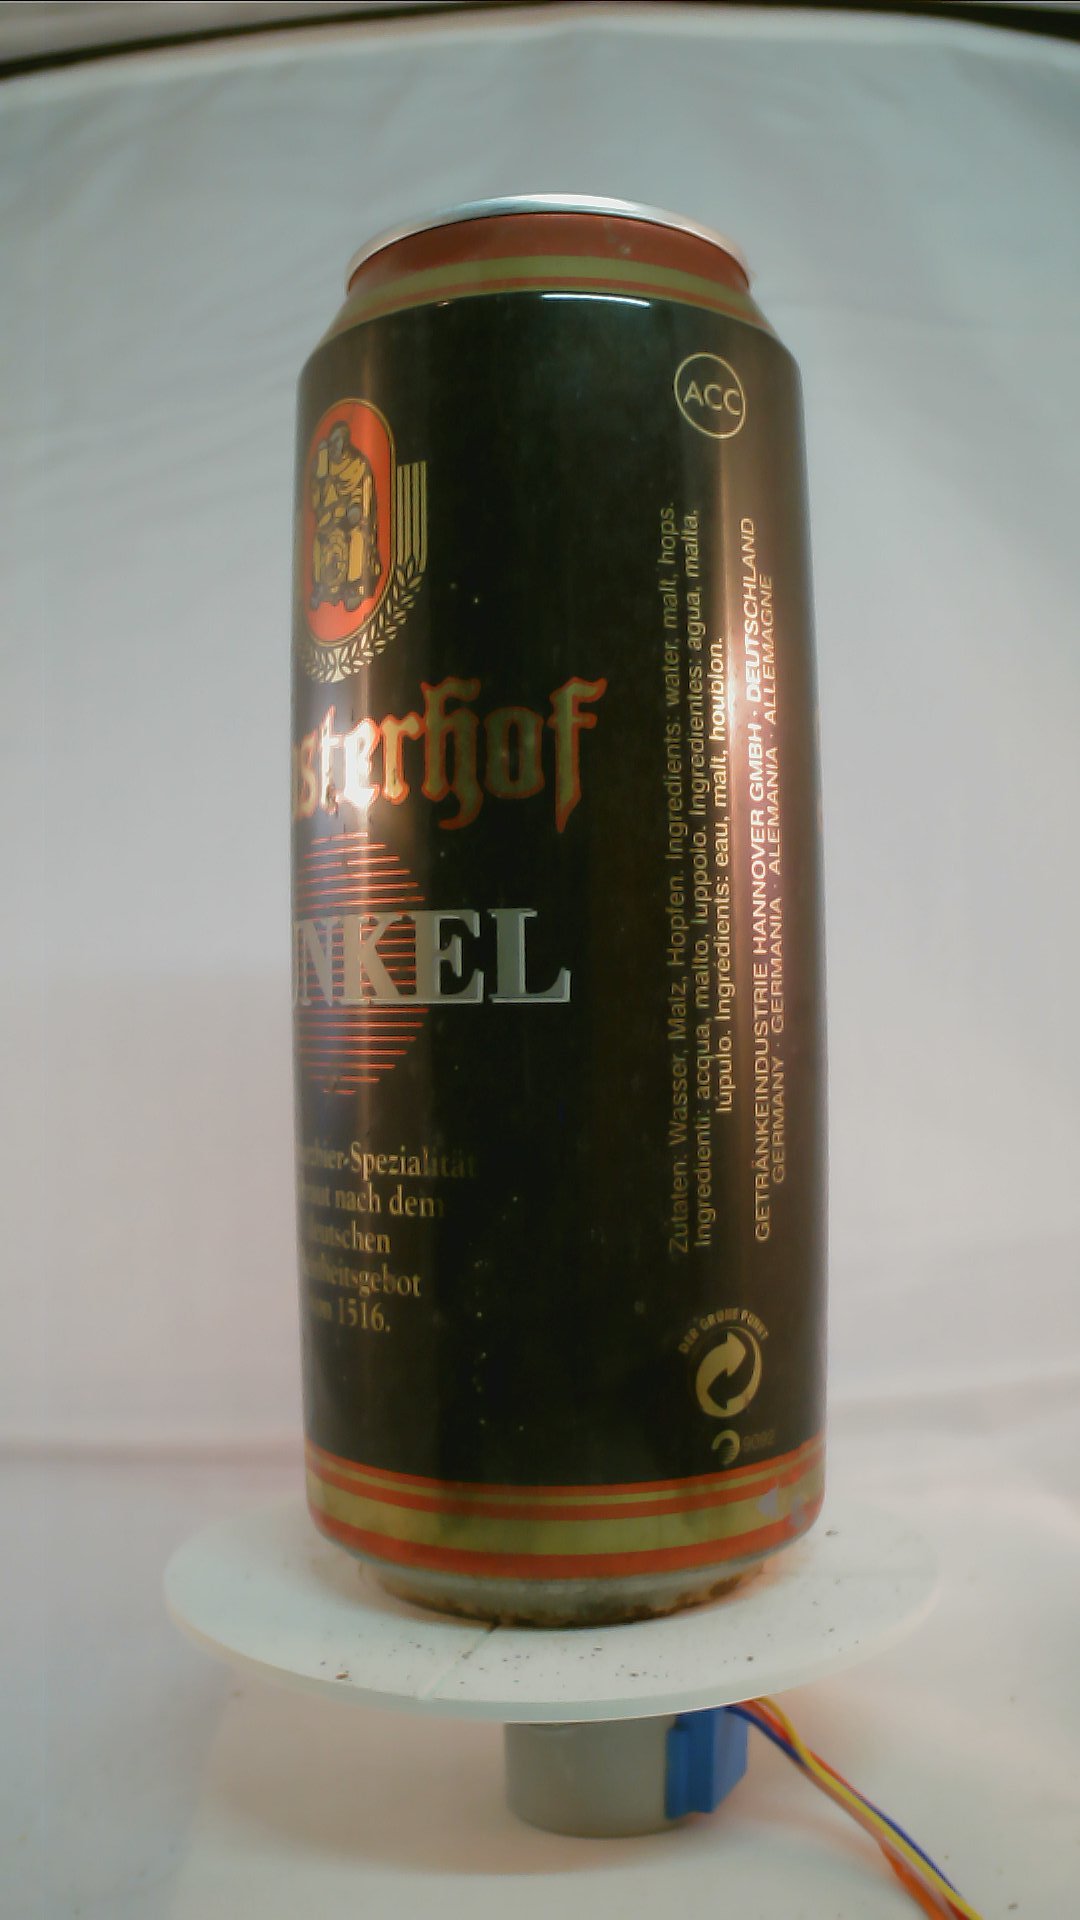 ACC
sterhof
UNKEL
bier-Spezialität
nach dem
deutschen
heitsgebot
1516.
Zutaten: Wasser, Malz, Hopfen. Ingredients: water, malt, hops.
Ingredienti: acqua, malto, luppolo. Ingredientes: agua, malta,
lúpulo. Ingrédients: eau, malt, houblon.
GETRÄNKEINDUSTRIE HANNOVER GMBH · DEUTSCHLAND
GERMANY · GERMANIA · ALEMANIA · ALLEMAGNE
DER GRÜNE PUNKT